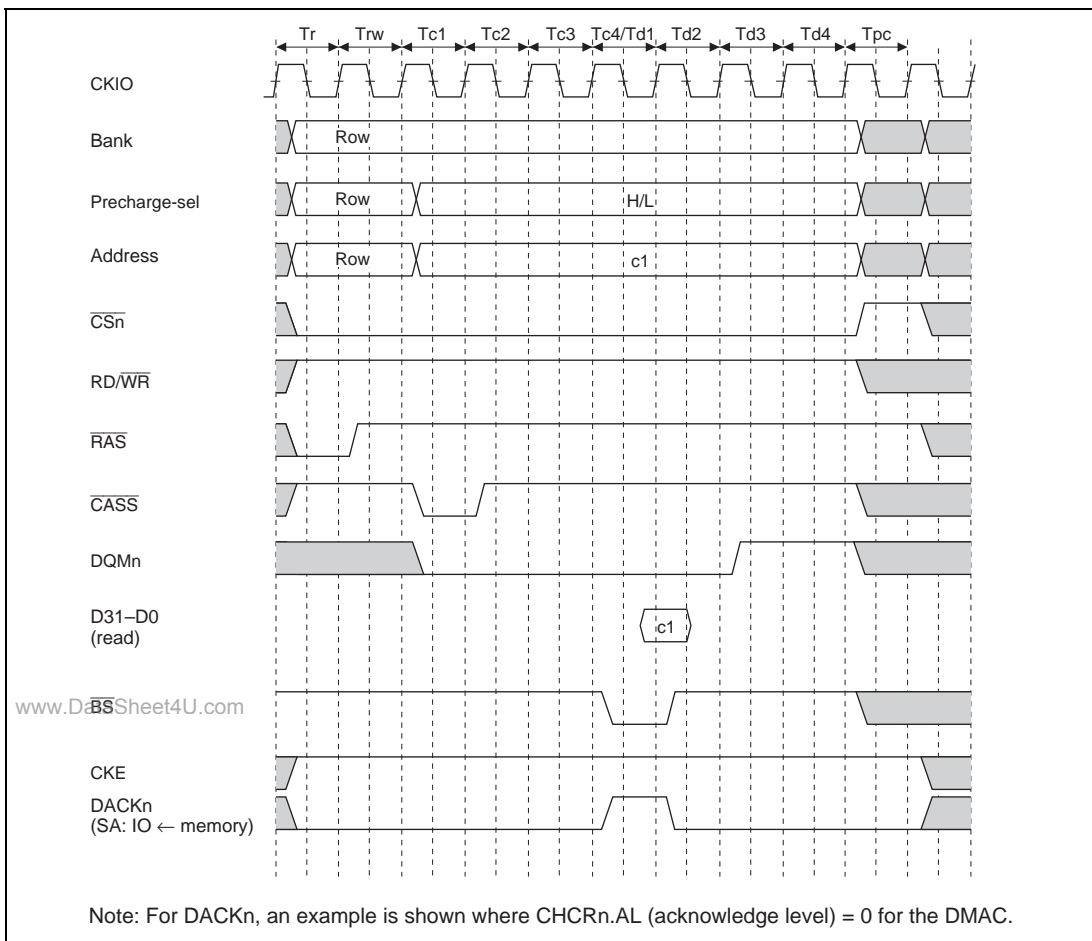 Tr Trw Tc1 Tc2 Tc3 Tc4/Td1 Td2 Td3 Td4 Tpc
CKIO
Bank Row
Precharge-sel Row H/L
Address Row c1
CSn
RD/WR
RAS
CASS
DQMn
D31–D0
(read)
c1
www.DataSheet4U.com
BS
CKE
DACKn
(SA: IO ← memory)
Note: For DACKn, an example is shown where CHCRn.AL (acknowledge level) = 0 for the DMAC.